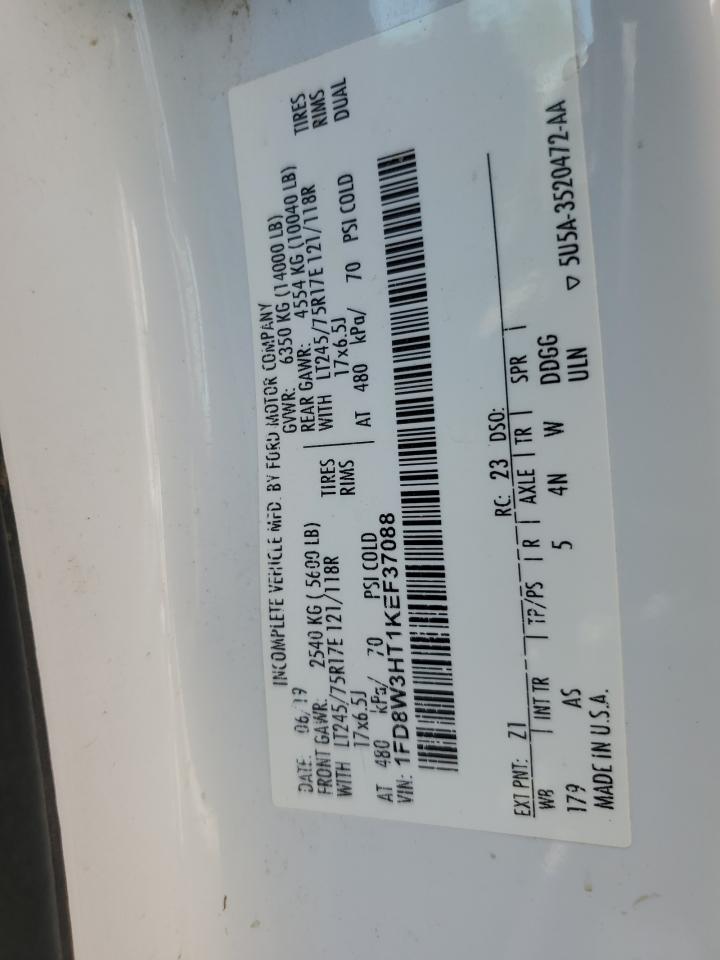 INCOMPLETE VEHICLE MFD. BY FORD MOTOR COMPANY
DATE: 06/19 GVWR: 6350 KG (14000 LB)
FRONT GAWR: 2540 KG ( 5600 LB) REAR GAWR: 4554 KG (10040 LB)
WITH LT245/75R17E 121/118R TIRES WITH LT245/75R17E 121/118R TIRES
17x6.5J RIMS 17x6.5J RIMS
AT 480 kPa/ 70 PSI COLD AT 480 kPa/ 70 PSI COLD DUAL
VIN: 1FD8W3HT1KEF37088
EXT PNT: Z1 RC: 23 DSO:
WB INT TR TP/PS R AXLE TR SPR
179 AS 5 4N W DDGG
MADE IN U.S.A. ULN
▽ 5U5A-3520472-AA